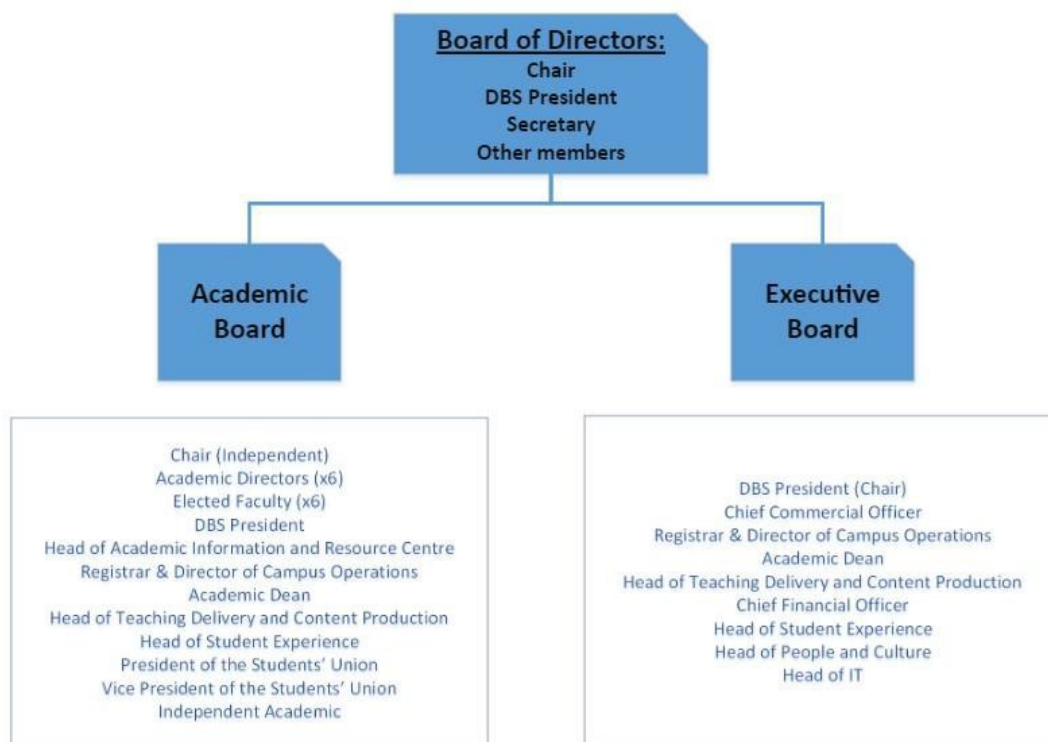 Board of Directors:
Chair
DBS President
Secretary
Other members
Academic
Board
Executive
Board
Chair (Independent)
Academic Directors (x6)
Elected Faculty (x6)
DBS President
Head of Academic Information and Resource Centre
Registrar & Director of Campus Operations
Academic Dean
Head of Teaching Delivery and Content Production
Head of Student Experience
President of the Students’ Union
Vice President of the Students’ Union
Independent Academic
DBS President (Chair)
Chief Commercial Officer
Registrar & Director of Campus Operations
Academic Dean
Head of Teaching Delivery and Content Production
Chief Financial Officer
Head of Student Experience
Head of People and Culture
Head of IT